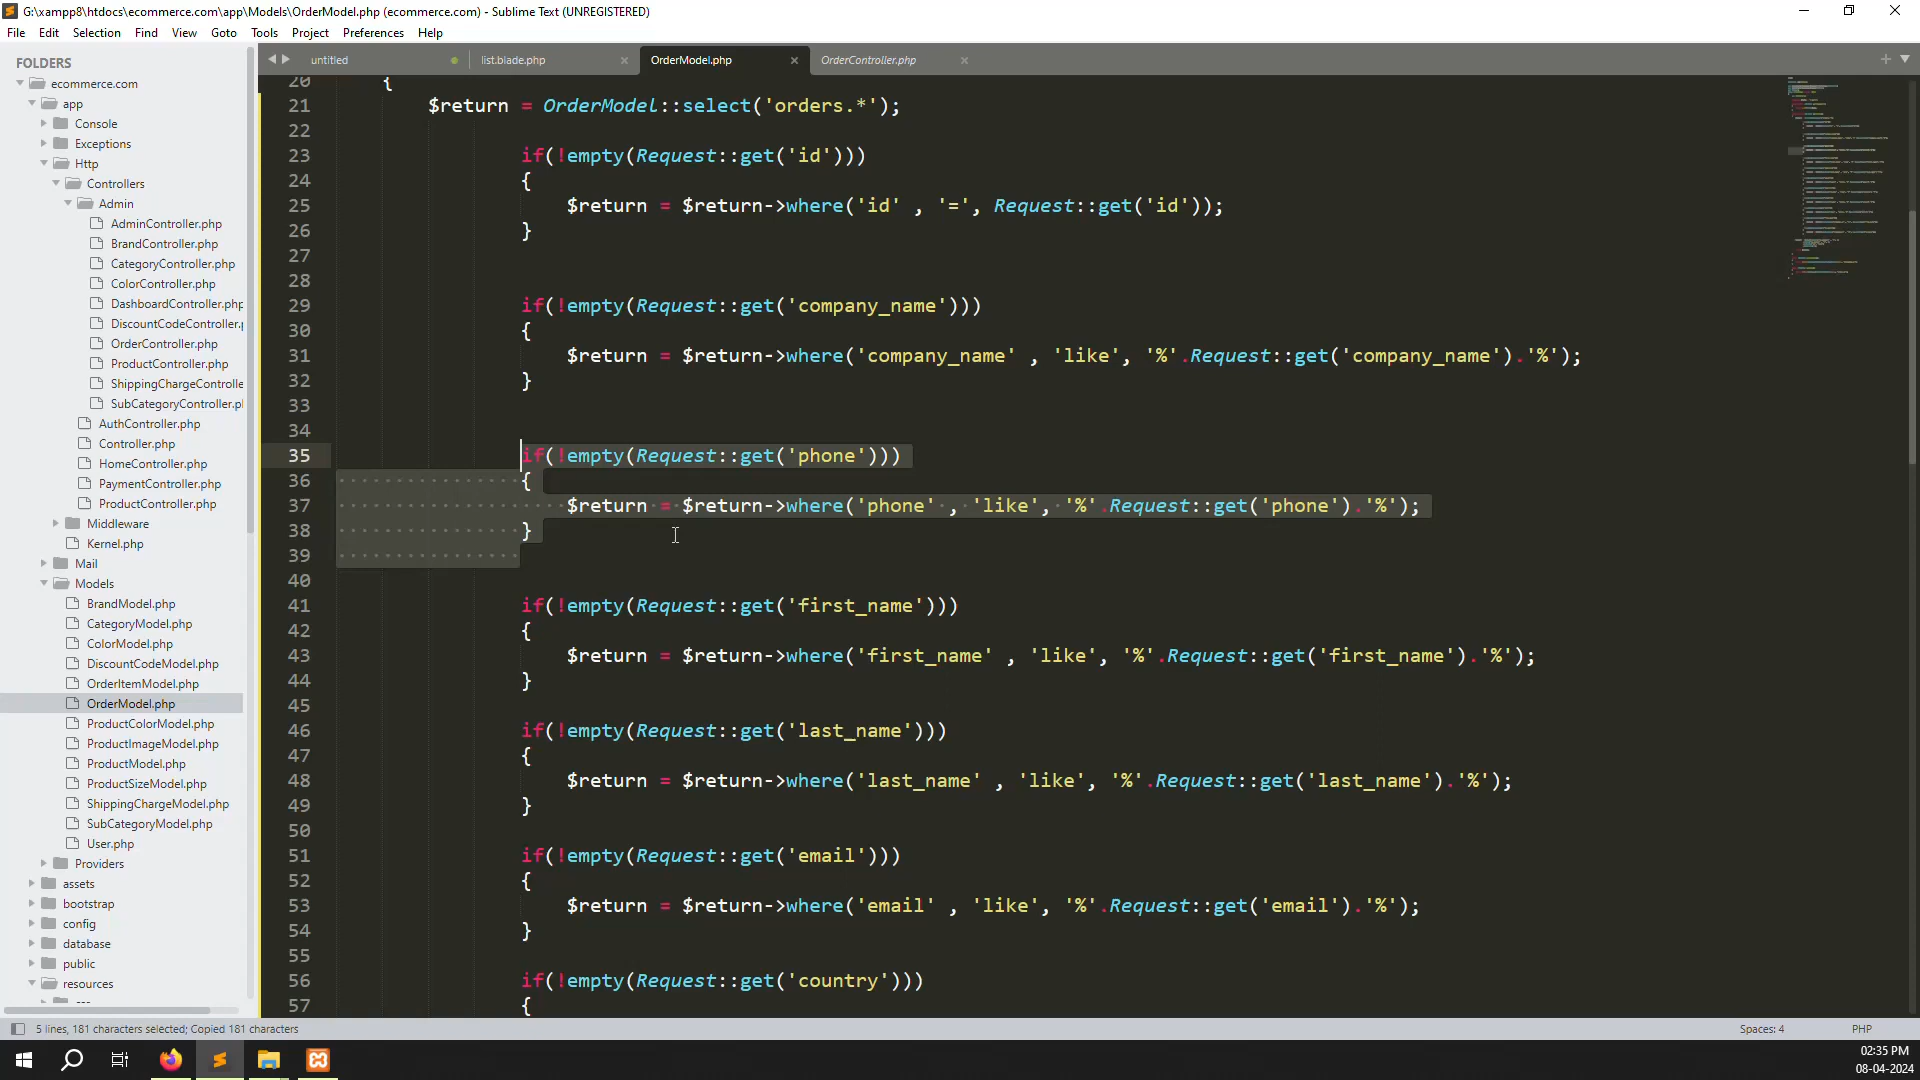 G:\xampp8\htdocs\ecommerce.com\app\Models\OrderModel.php (ecommerce.com) - Sublime Text (UNREGISTERED)
File Edit Selection Find View Goto Tools Project Preferences Help
FOLDERS
ecommerce.com
app
Console
Exceptions
Http
Controllers
Admin
AdminController.php
BrandController.php
CategoryController.php
ColorController.php
DashboardController.php
DiscountCodeController.p
OrderController.php
ProductController.php
ShippingChargeControlle
SubCategoryController.pl
AuthController.php
Controller.php
HomeController.php
PaymentController.php
ProductController.php
Middleware
Kernel.php
Mail
Models
BrandModel.php
CategoryModel.php
ColorModel.php
DiscountCodeModel.php
OrderItemModel.php
OrderModel.php
ProductColorModel.php
ProductImageModel.php
ProductModel.php
ProductSizeModel.php
ShippingChargeModel.php
SubCategoryModel.php
User.php
Providers
assets
bootstrap
config
database
public
resources
untitled list.blade.php OrderModel.php OrderController.php
20 {
21 $return = OrderModel::select('orders.*');
22
23 if(!empty(Request::get('id')))
24 {
25 $return = $return->where('id' , '=', Request::get('id'));
26 }
27
28
29 if(!empty(Request::get('company_name')))
30 {
31 $return = $return->where('company_name' , 'like', '%'.Request::get('company_name').'%');
32 }
33
34
35 if(!empty(Request::get('phone')))
36 {
37 $return = $return->where('phone' , 'like', '%'.Request::get('phone').'%');
38 }
39
40
41 if(!empty(Request::get('first_name')))
42 {
43 $return = $return->where('first_name' , 'like', '%'.Request::get('first_name').'%');
44 }
45
46 if(!empty(Request::get('last_name')))
47 {
48 $return = $return->where('last_name' , 'like', '%'.Request::get('last_name').'%');
49 }
50
51 if(!empty(Request::get('email')))
52 {
53 $return = $return->where('email' , 'like', '%'.Request::get('email').'%');
54 }
55
56 if(!empty(Request::get('country')))
57 {
5 lines, 181 characters selected; Copied 181 characters
Spaces: 4 PHP
02:35 PM
08-04-2024